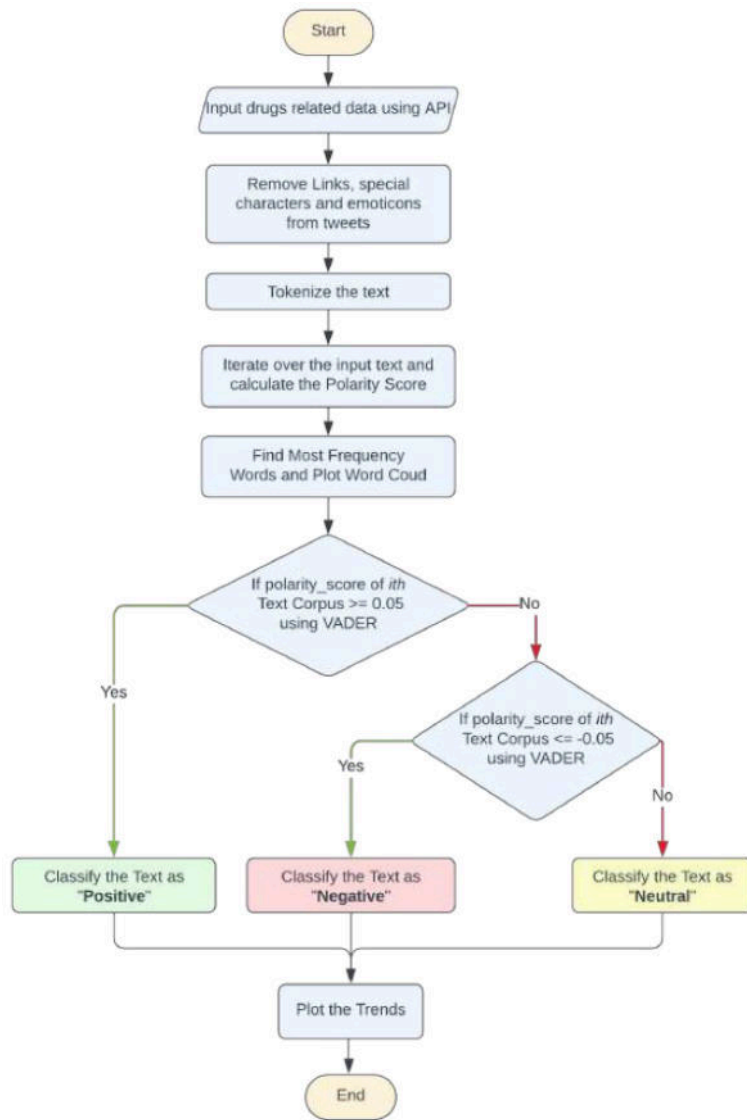 Start
Input drugs related data using API
Remove Links, special
characters and emoticons
from tweets
Tokenize the text
Iterate over the input text and
calculate the Polarity Score
Find Most Frequency
Words and Plot Word Coud
If polarity_score of ith
Text Corpus >= 0.05
using VADER
No
Yes
If polarity_score of ith
Text Corpus <= -0.05
using VADER
Yes
No
Classify the Text as
"Positive"
Classify the Text as
"Negative"
Classify the Text as
"Neutral"
Plot the Trends
End